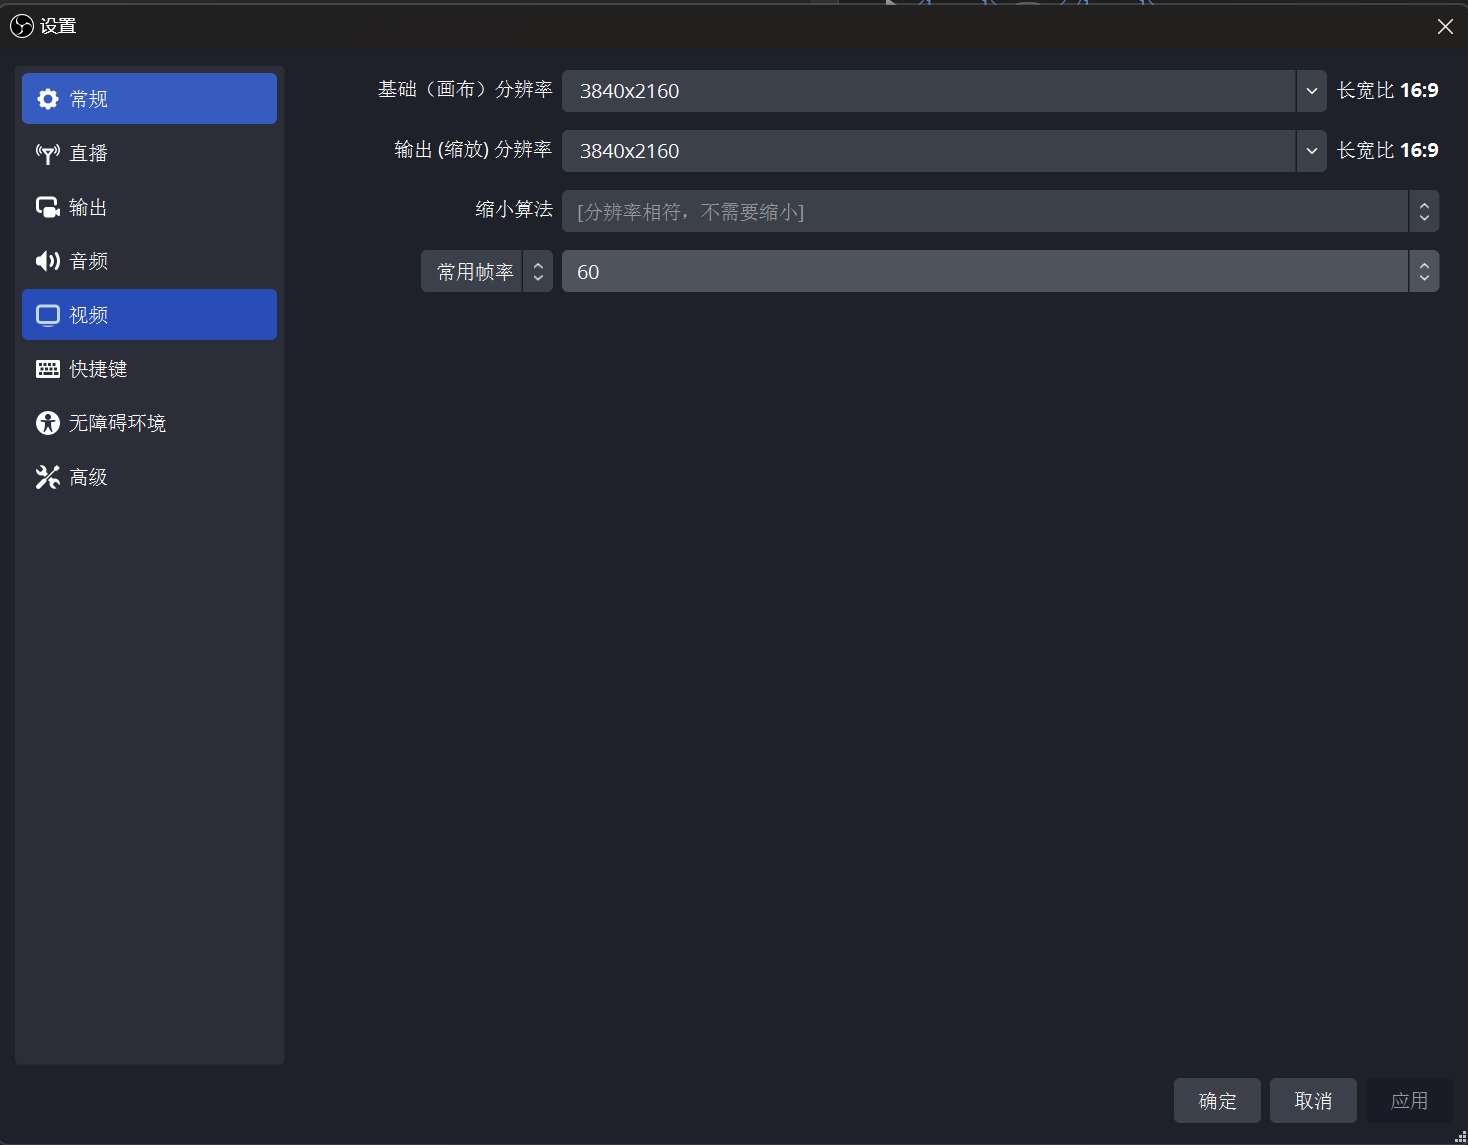 设置
常规
直播
输出
音频
视频
快捷键
无障碍环境
高级
基础（画布）分辨率 3840x2160 长宽比 16:9
输出 (缩放) 分辨率 3840x2160 长宽比 16:9
缩小算法 [分辨率相符，不需要缩小]
常用帧率 60
确定 取消 应用